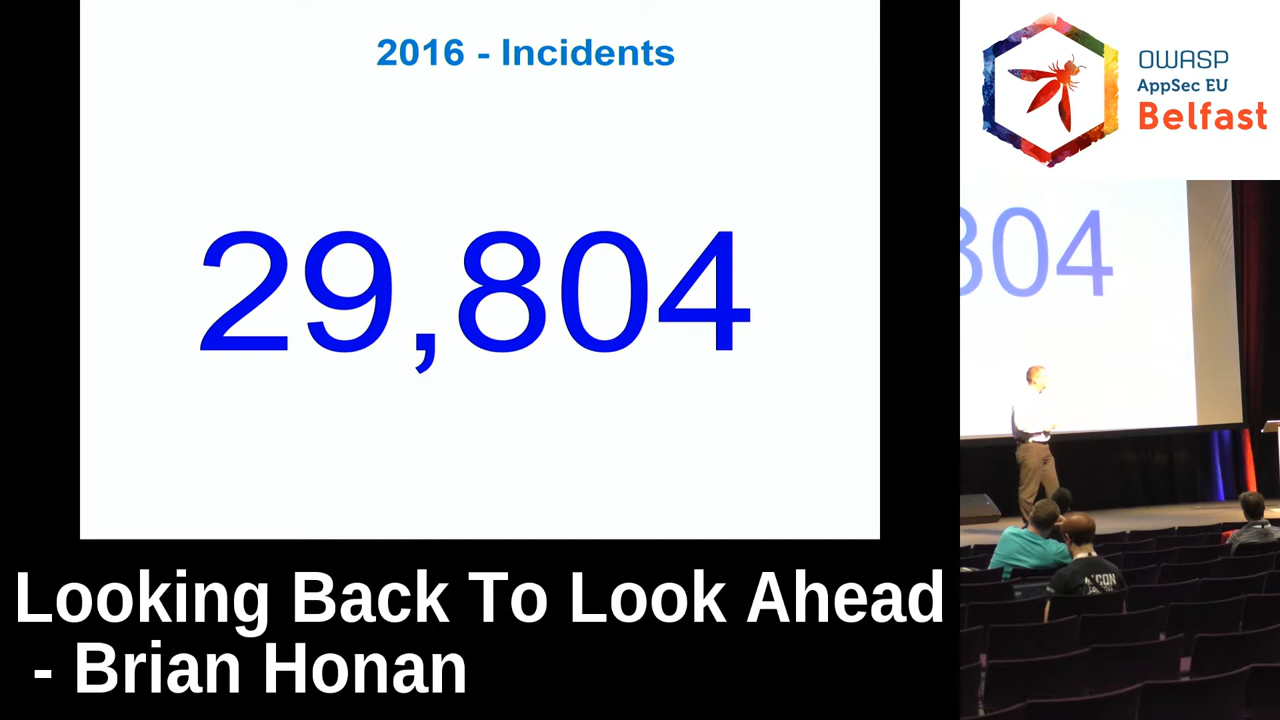 2016 - Incidents
29,804
OWASP
AppSec EU
Belfast
804
Looking Back To Look Ahead
- Brian Honan